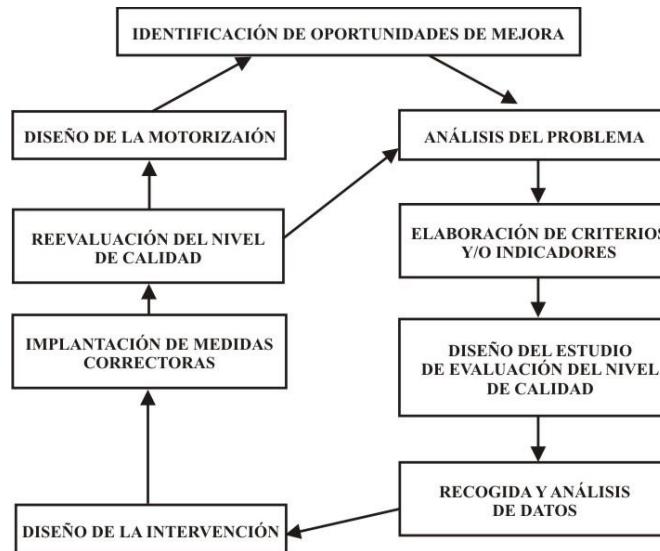 IDENTIFICACIÓN DE OPORTUNIDADES DE MEJORA
DISEÑO DE LA MOTORIZAIÓN
ANÁLISIS DEL PROBLEMA
REEVALUACIÓN DEL NIVEL
DE CALIDAD
ELABORACIÓN DE CRITERIOS
Y/O INDICADORES
IMPLANTACIÓN DE MEDIDAS
CORRECTORAS
DISEÑO DEL ESTUDIO
DE EVALUACIÓN DEL NIVEL
DE CALIDAD
RECOGIDA Y ANÁLISIS
DE DATOS
DISEÑO DE LA INTERVENCIÓN